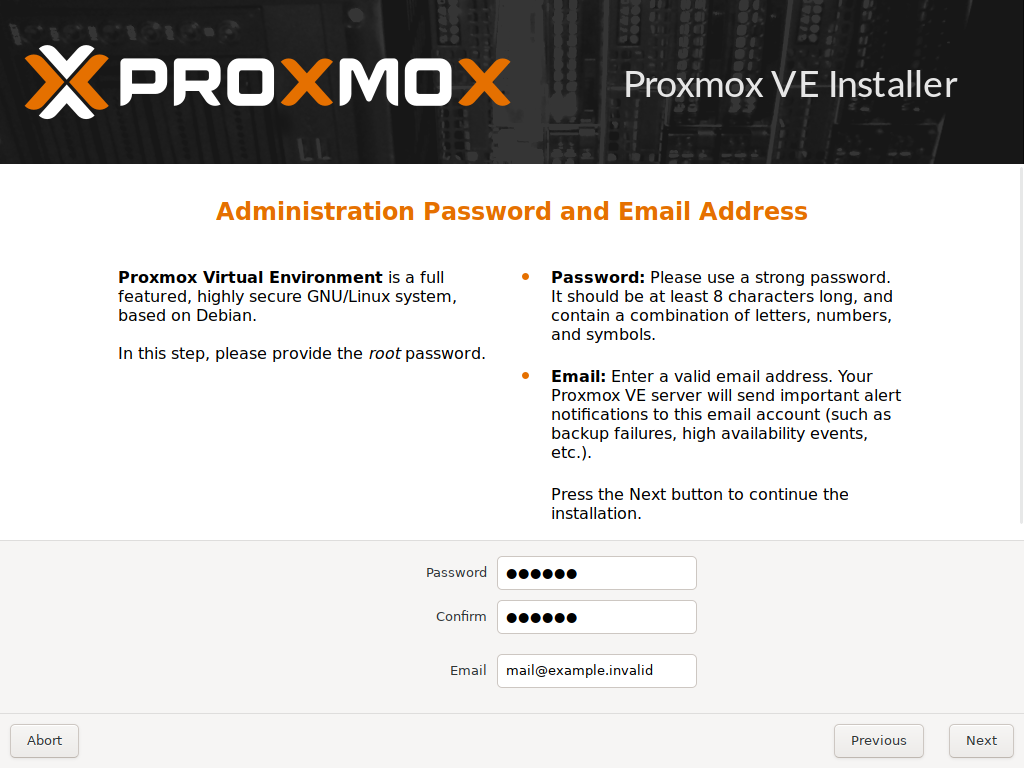 PROXMOX
Proxmox VE Installer
Administration Password and Email Address
Proxmox Virtual Environment is a full
featured, highly secure GNU/Linux system,
based on Debian.
In this step, please provide the root password.
Password: Please use a strong password.
It should be at least 8 characters long, and
contain a combination of letters, numbers,
and symbols.
Email: Enter a valid email address. Your
Proxmox VE server will send important alert
notifications to this email account (such as
backup failures, high availability events,
etc.).
Press the Next button to continue the
installation.
Password ●●●●●●
Confirm ●●●●●●
Email mail@example.invalid
Abort Previous Next